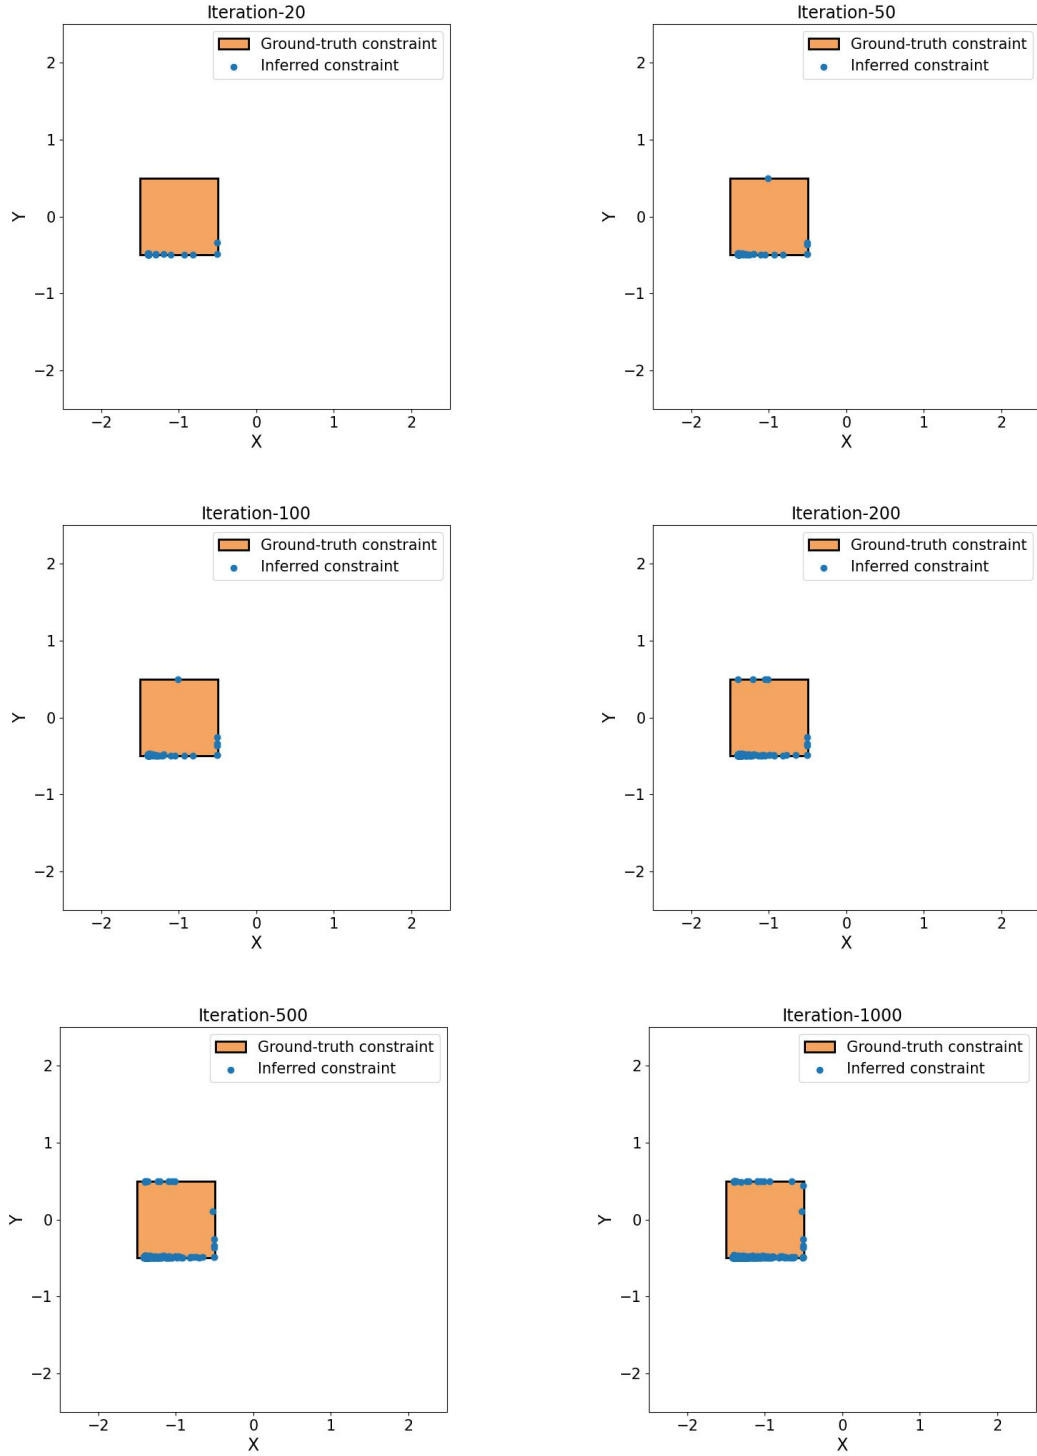 Iteration-20
Ground-truth constraint
Inferred constraint
2
1
0
−1
−2
Y
−2 −1 0 1 2
X
Iteration-50
Ground-truth constraint
Inferred constraint
2
1
0
−1
−2
Y
−2 −1 0 1 2
X
Iteration-100
Ground-truth constraint
Inferred constraint
2
1
0
−1
−2
Y
−2 −1 0 1 2
X
Iteration-200
Ground-truth constraint
Inferred constraint
2
1
0
−1
−2
Y
−2 −1 0 1 2
X
Iteration-500
Ground-truth constraint
Inferred constraint
2
1
0
−1
−2
Y
−2 −1 0 1 2
X
Iteration-1000
Ground-truth constraint
Inferred constraint
2
1
0
−1
−2
Y
−2 −1 0 1 2
X